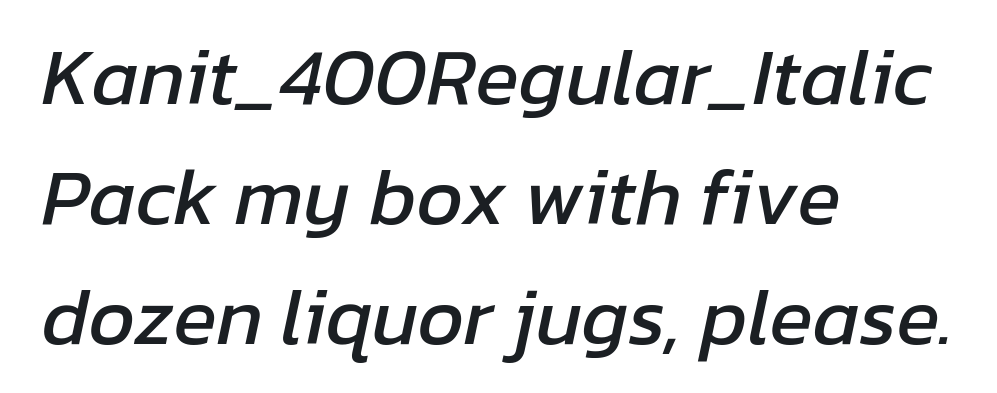 Kanit_400Regular_Italic
Pack my box with five
dozen liquor jugs, please.